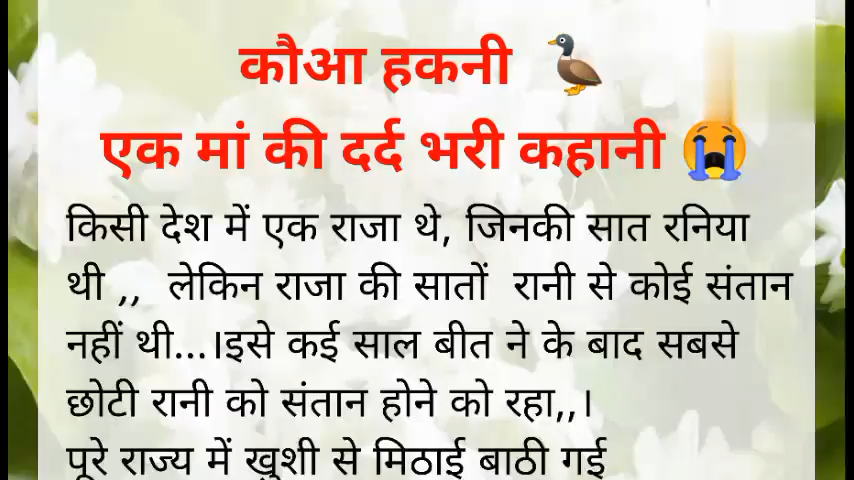 कौआ हकनी 🦆
एक मां की दर्द भरी कहानी 😭
किसी देश में एक राजा थे, जिनकी सात रनिया
थी ,, लेकिन राजा की सातों रानी से कोई संतान
नहीं थी...।इसे कई साल बीत ने के बाद सबसे
छोटी रानी को संतान होने को रहा,,।
पूरे राज्य में खुशी से मिठाई बाठी गई